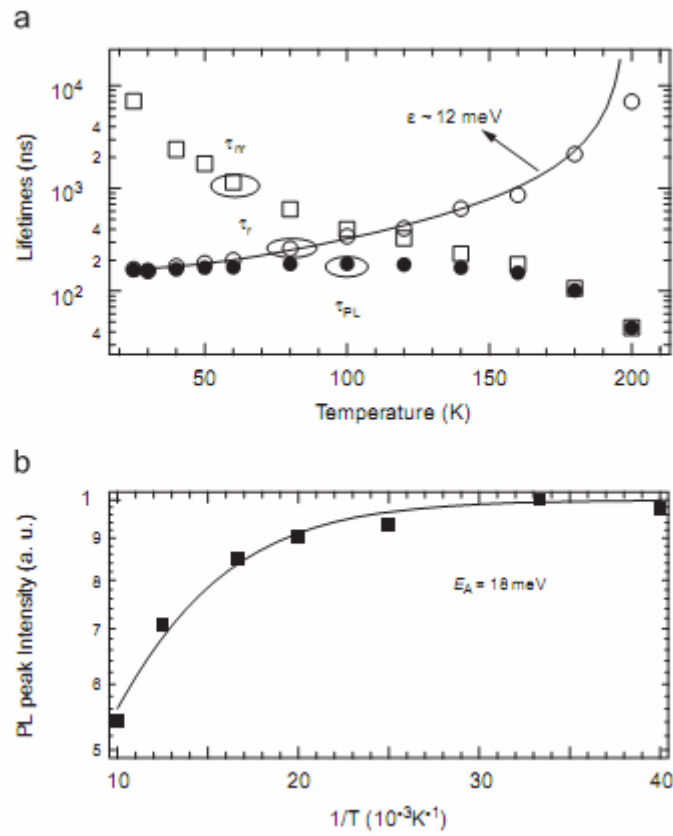 a
10⁴
4
2
10³
4
2
10²
4
Lifetimes (ns)
τnr
τr
τPL
ε ~ 12 meV
50
100
150
200
Temperature (K)
b
1
9
8
7
6
5
PL peak Intensity (a. u.)
E_A = 18 meV
10
20
30
40
1/T (10⁻³K⁻¹)